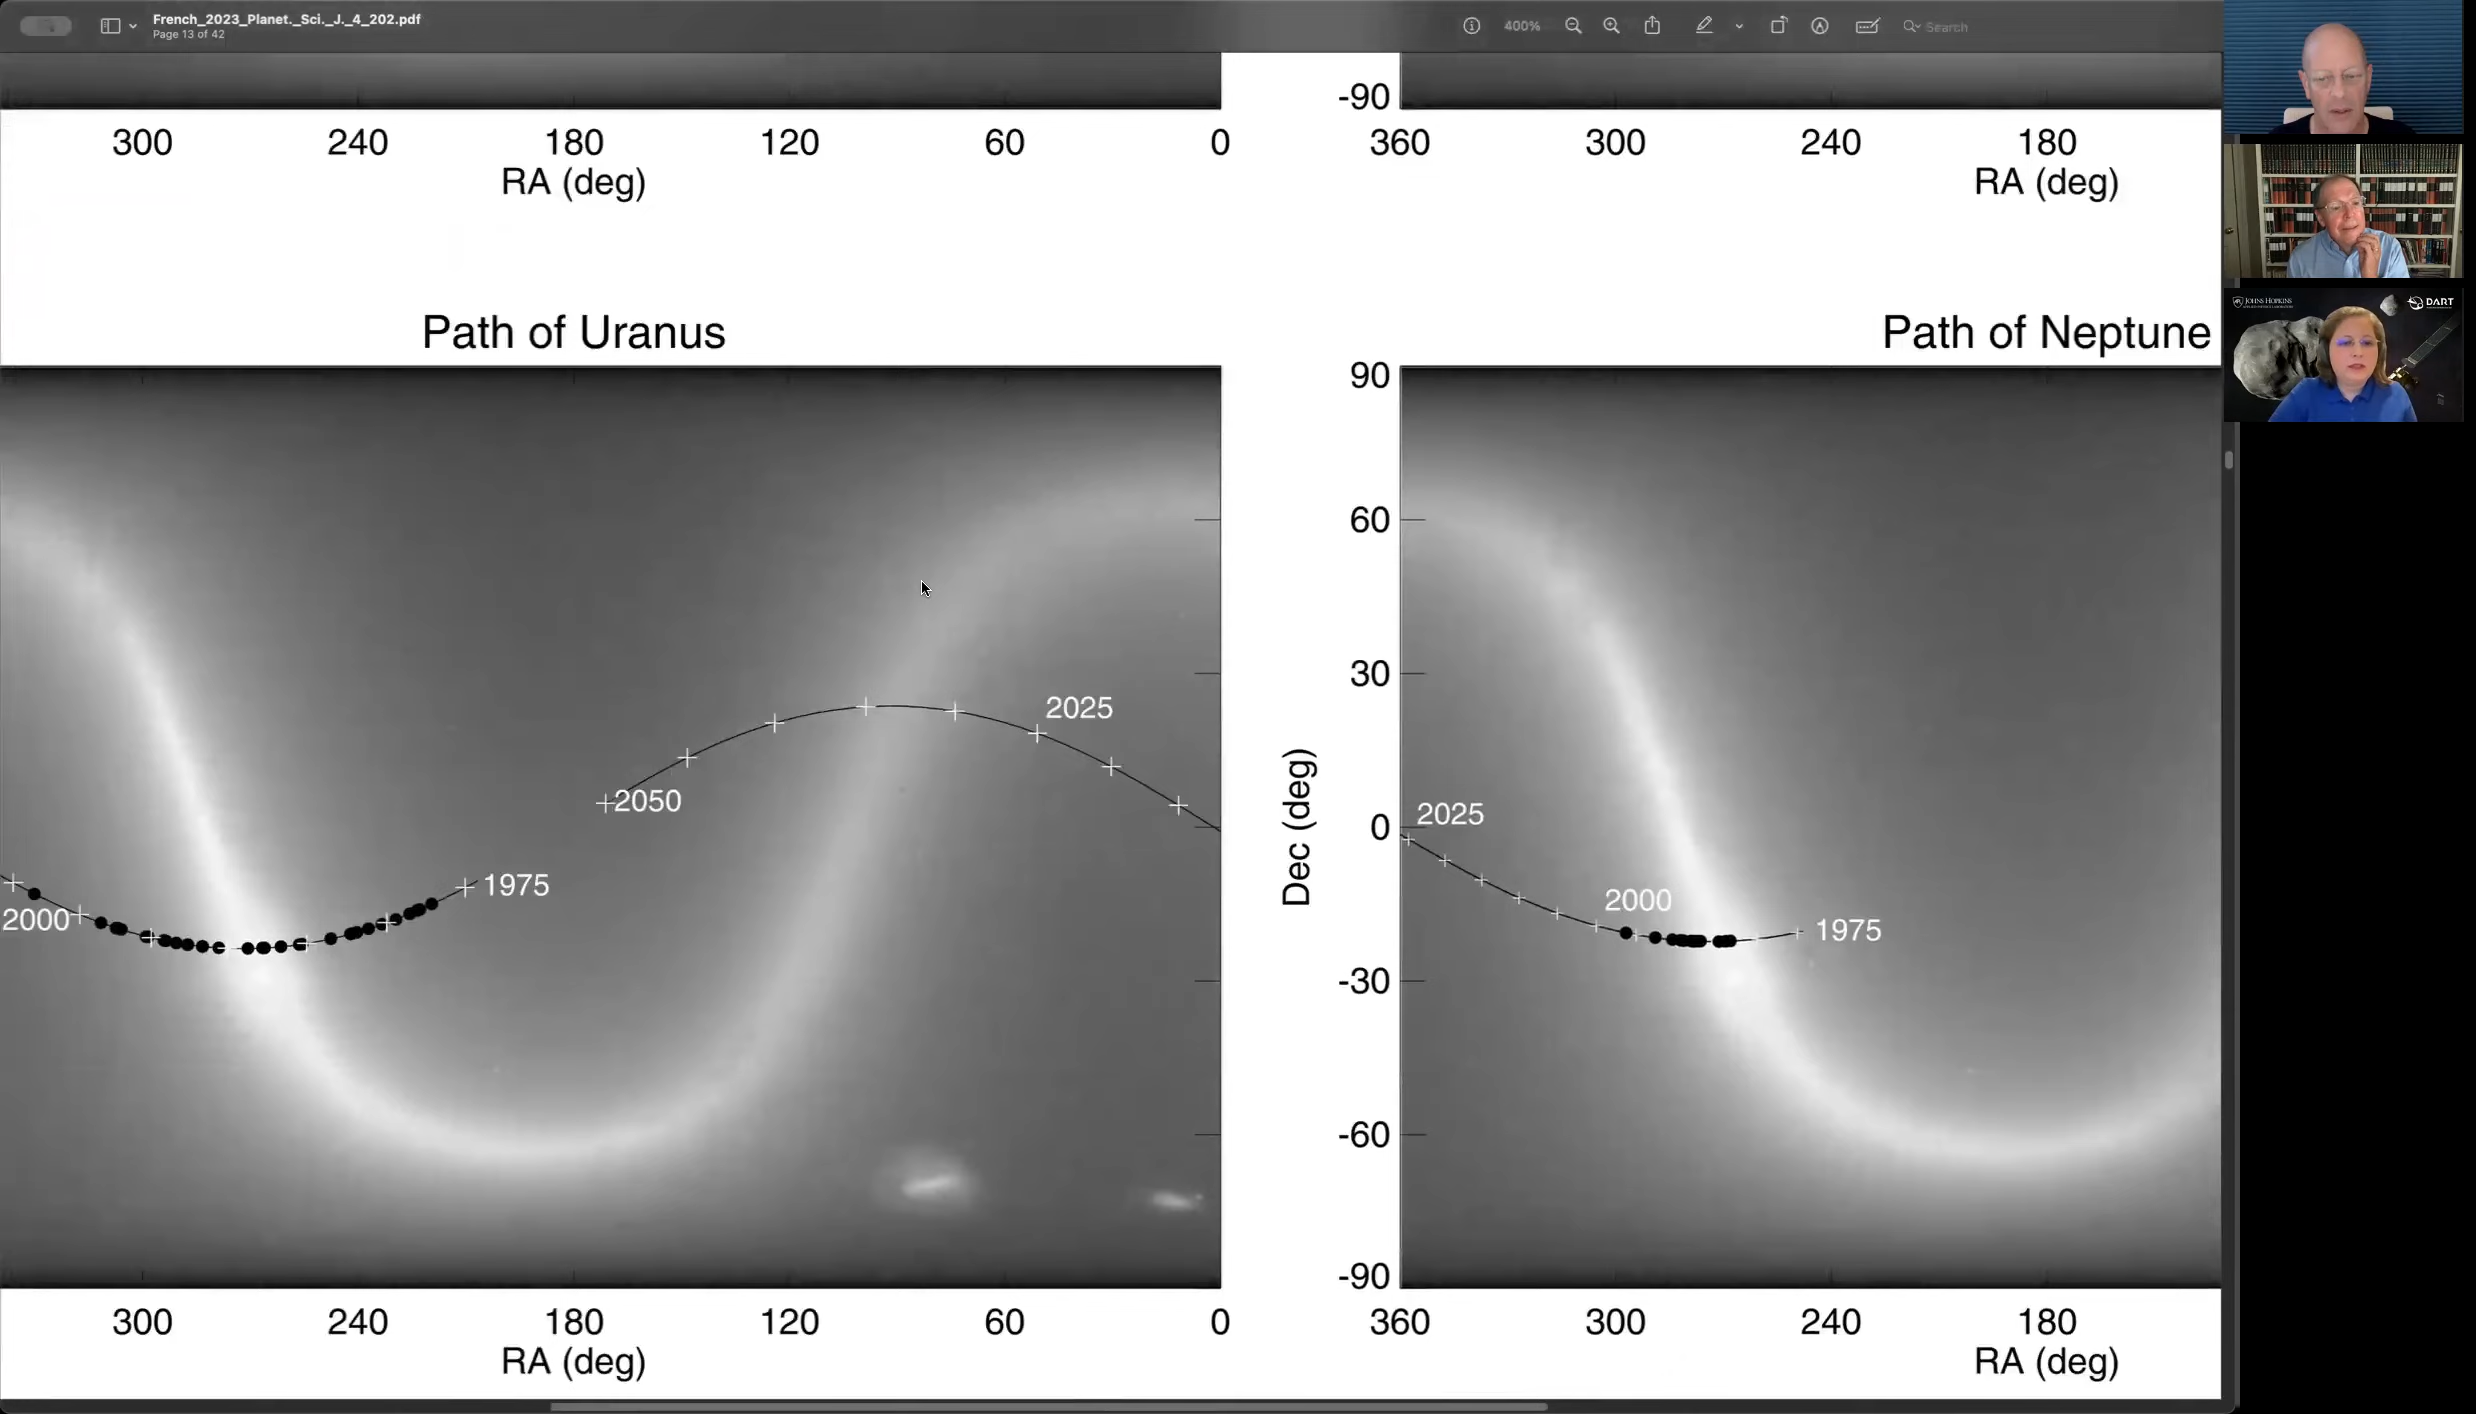 French_2023_Planet._Sci._J._4_202.pdf
Page 13 of 42
400%
Search
-90
300 240 180 120 60 0
360 300 240 180
RA (deg)
RA (deg)
Path of Uranus
Path of Neptune
2025
2050
1975
2000
90
60
30
0
-30
-60
-90
Dec (deg)
2025
2000
1975
300 240 180 120 60 0
360 300 240 180
RA (deg)
RA (deg)
JOHNS HOPKINS
DART